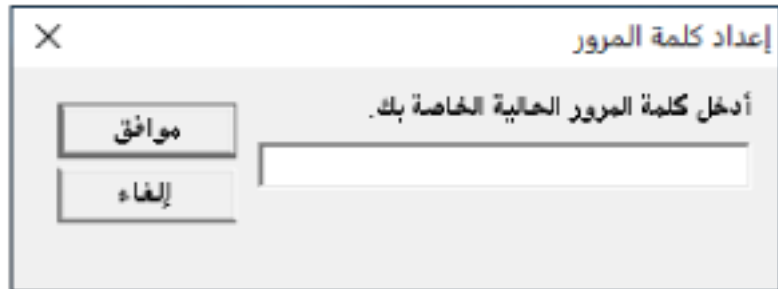 إعداد كلمة المرور
أدخل كلمة المرور الحالية الخاصة بك.
موافق
إلغاء